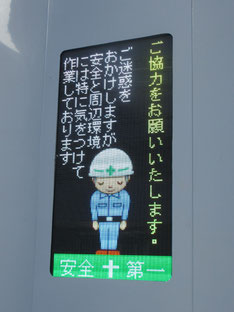 ご協力をお願いいたします。
ご迷惑を
おかけしますが
安全と周辺環境
には特に気をつけて
作業しております
安全＋第一